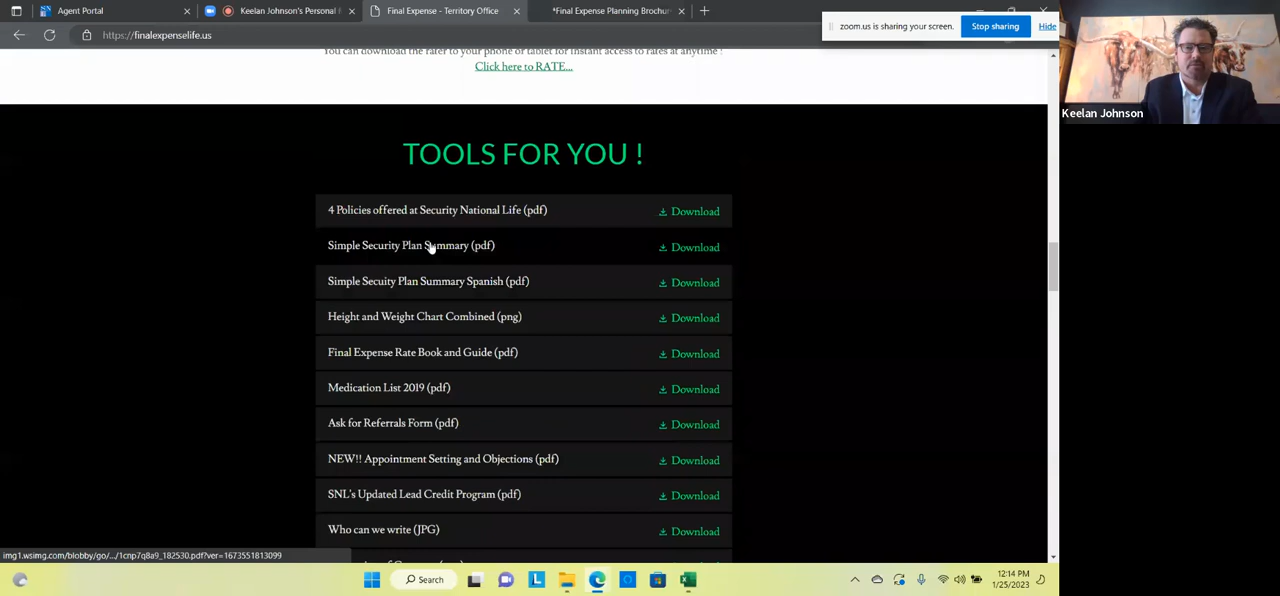 Agent Portal
Keelan Johnson's Personal
Final Expense - Territory Office
*Final Expense Planning Brochur
https://finalexpenselife.us
zoom.us is sharing your screen.
Stop sharing
Hide
You can download the rater to your phone or tablet for instant access to rates at anytime !
Click here to RATE...
Keelan Johnson
TOOLS FOR YOU !
4 Policies offered at Security National Life (pdf)
Download
Simple Security Plan Summary (pdf)
Download
Simple Secuity Plan Summary Spanish (pdf)
Download
Height and Weight Chart Combined (png)
Download
Final Expense Rate Book and Guide (pdf)
Download
Medication List 2019 (pdf)
Download
Ask for Referrals Form (pdf)
Download
NEW!! Appointment Setting and Objections (pdf)
Download
SNL's Updated Lead Credit Program (pdf)
Download
Who can we write (JPG)
Download
img1.wsimg.com/blobby/go/.../1cnp7q8a9_182530.pdf?ver=1673551813099
Search
12:14 PM
1/25/2023